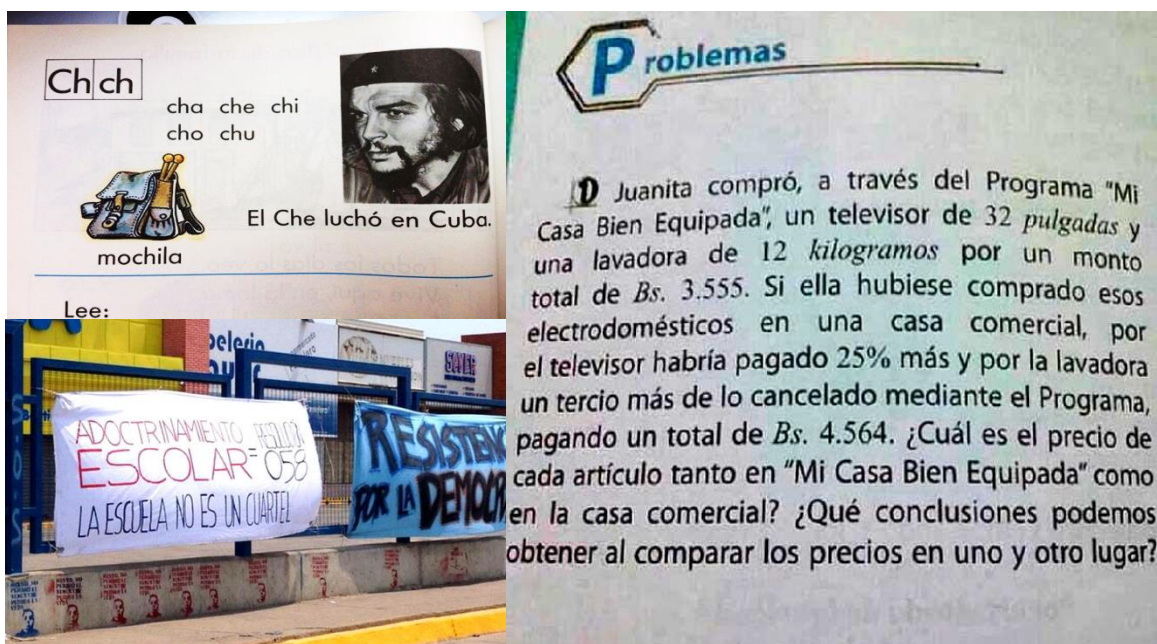 Ch ch
cha che chi
cho chu
El Che luchó en Cuba.
mochila
Lee:
Problemas
1 Juanita compró, a través del Programa "Mi
Casa Bien Equipada", un televisor de 32 pulgadas y
una lavadora de 12 kilogramos por un monto
total de Bs. 3.555. Si ella hubiese comprado esos
electrodomésticos en una casa comercial, por
el televisor habría pagado 25% más y por la lavadora
un tercio más de lo cancelado mediante el Programa,
pagando un total de Bs. 4.564. ¿Cuál es el precio de
cada artículo tanto en "Mi Casa Bien Equipada" como
en la casa comercial? ¿Qué conclusiones podemos
obtener al comparar los precios en uno y otro lugar?
ADOCTRINAMIENTO
ESCOLAR = 058
LA ESCUELA NO ES UN CUARTEL
RESISTENC
POR LA DEMOCR
SAYER